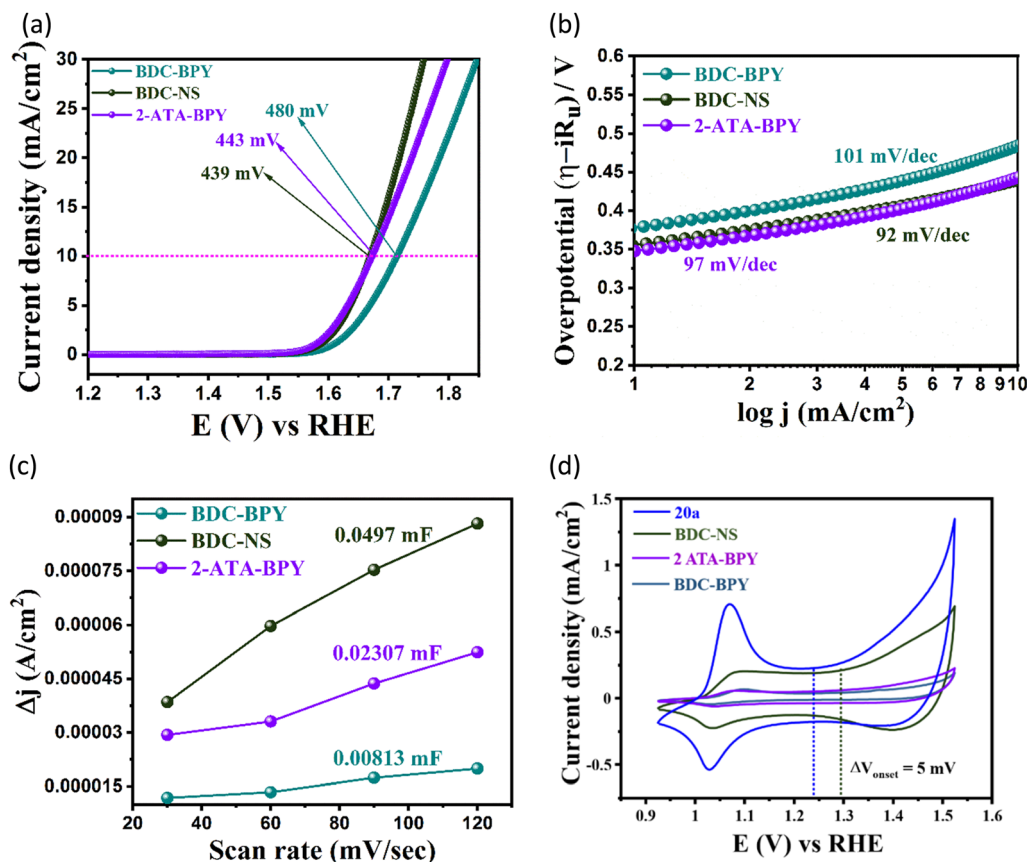 (a)
Current density (mA/cm²)
30
25
20
15
10
5
0
BDC-BPY
BDC-NS
2-ATA-BPY
480 mV
443 mV
439 mV
1.2 1.3 1.4 1.5 1.6 1.7 1.8
E (V) vs RHE
(b)
Overpotential (η−iRᵤ)/ V
0.6
0.55
0.5
0.45
0.4
0.35
0.3
0.25
0.2
BDC-BPY
BDC-NS
2-ATA-BPY
101 mV/dec
92 mV/dec
97 mV/dec
1 2 3 4 5 6 7 8 9 10
log j (mA/cm²)
(c)
Δj (A/cm²)
0.00009
0.000075
0.00006
0.000045
0.00003
0.000015
BDC-BPY
BDC-NS
2-ATA-BPY
0.0497 mF
0.02307 mF
0.00813 mF
20 40 60 80 100 120
Scan rate (mV/sec)
(d)
Current density (mA/cm²)
1.5
1
0.5
0
-0.5
20a
BDC-NS
2 ATA-BPY
BDC-BPY
ΔVonset = 5 mV
0.9 1 1.1 1.2 1.3 1.4 1.5 1.6
E (V) vs RHE